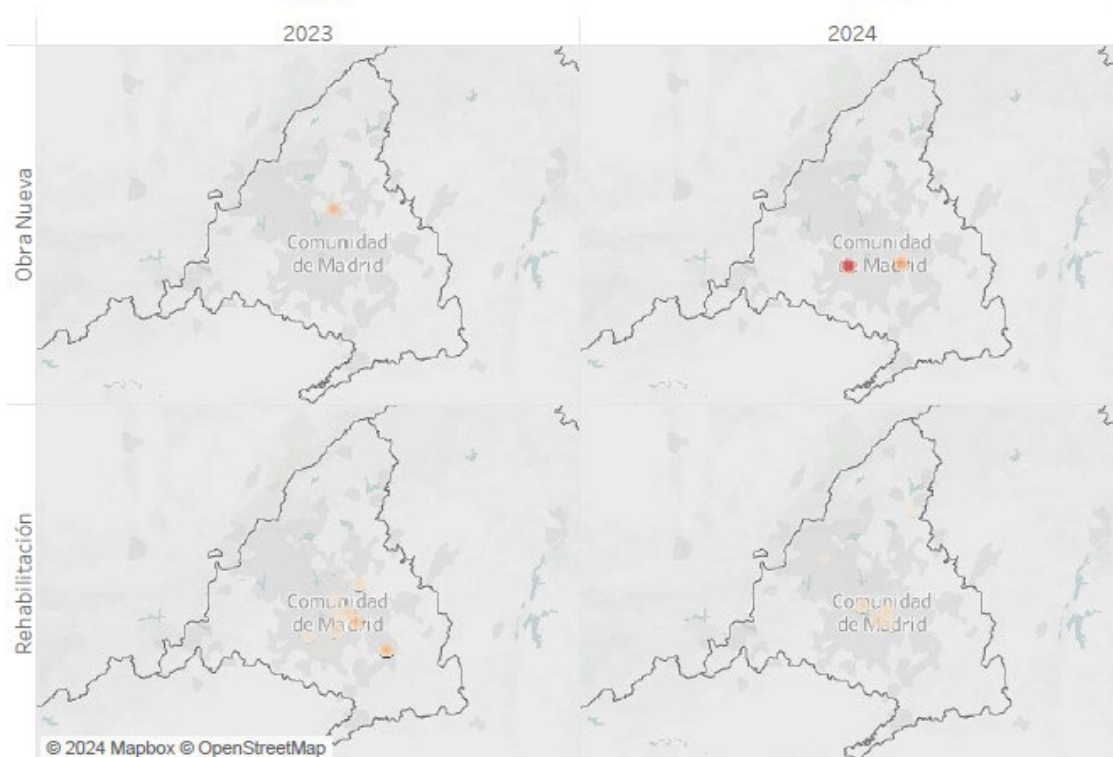 2023
2024
Obra Nueva
Comunidad
de Madrid
Comunidad
de Madrid
Rehabilitación
Comunidad
de Madrid
Comunidad
de Madrid
© 2024 Mapbox © OpenStreetMap